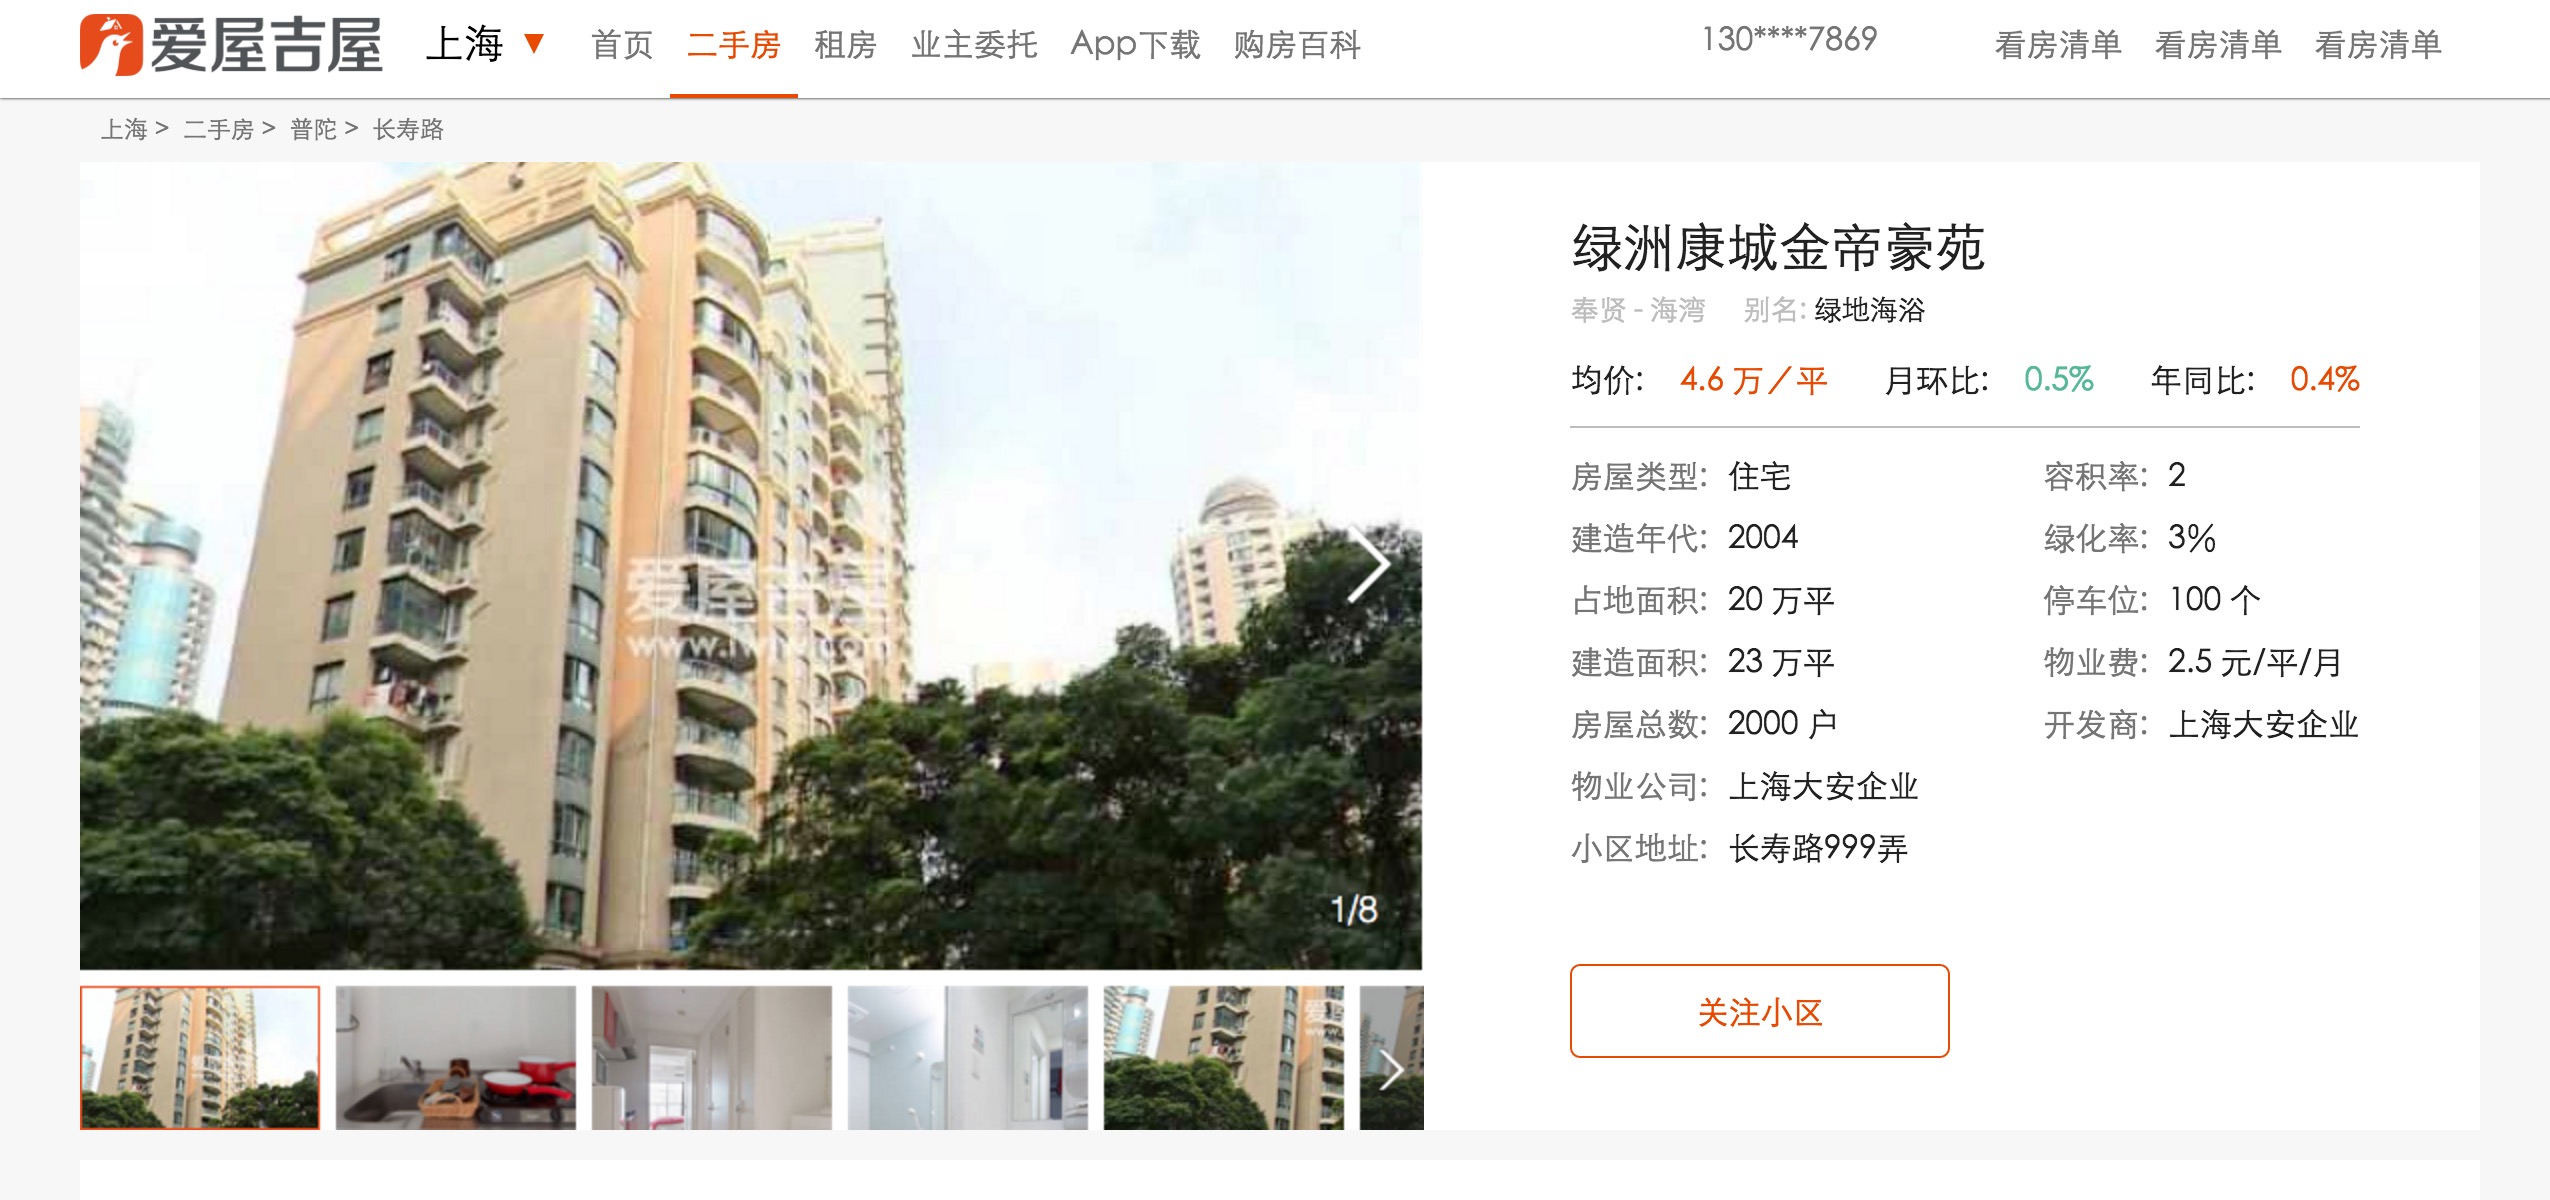 爱屋吉屋 上海 ▼ 首页 二手房 租房 业主委托 App下载 购房百科 130****7869 看房清单 看房清单 看房清单
上海 > 二手房 > 普陀 > 长寿路
绿洲康城金帝豪苑
奉贤 - 海湾 别名: 绿地海浴
均价: 4.6 万／平 月环比: 0.5% 年同比: 0.4%
房屋类型: 住宅 容积率: 2
建造年代: 2004 绿化率: 3%
占地面积: 20 万平 停车位: 100 个
建造面积: 23 万平 物业费: 2.5 元/平/月
房屋总数: 2000 户 开发商: 上海大安企业
物业公司: 上海大安企业
小区地址: 长寿路999弄
爱屋吉屋
1/8
关注小区